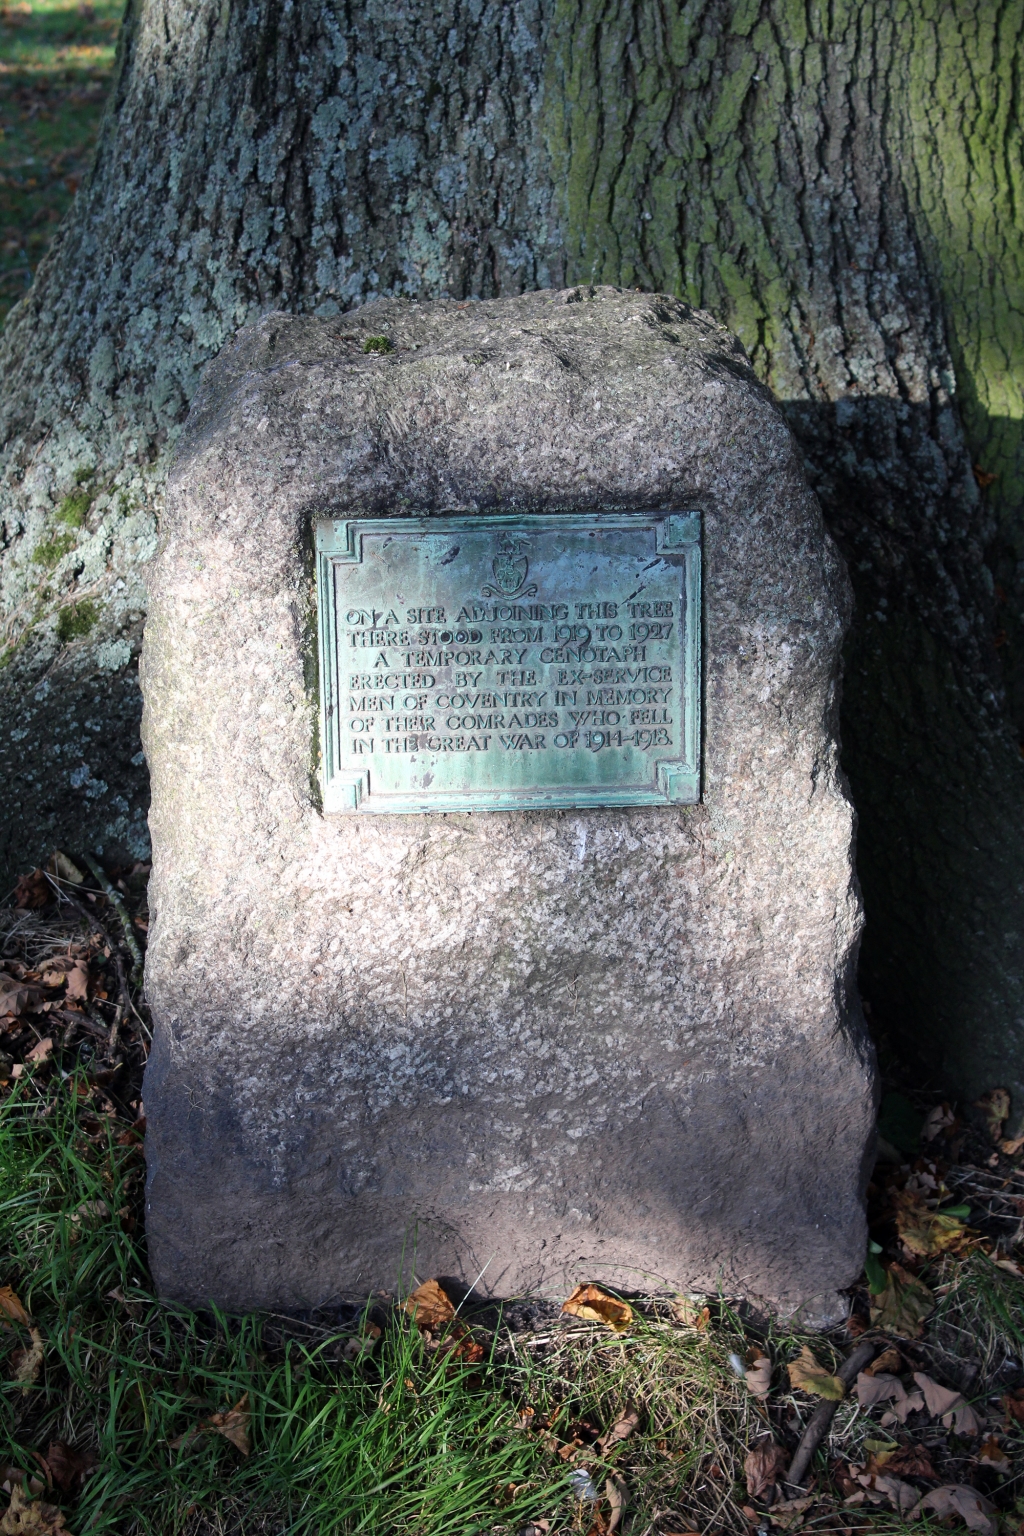 ON A SITE ADJOINING THIS TREE
THERE STOOD FROM 1919 TO 1927
A TEMPORARY CENOTAPH
ERECTED BY THE EX-SERVICE
MEN OF COVENTRY IN MEMORY
OF THEIR COMRADES WHO FELL
IN THE GREAT WAR OF 1914-1918.